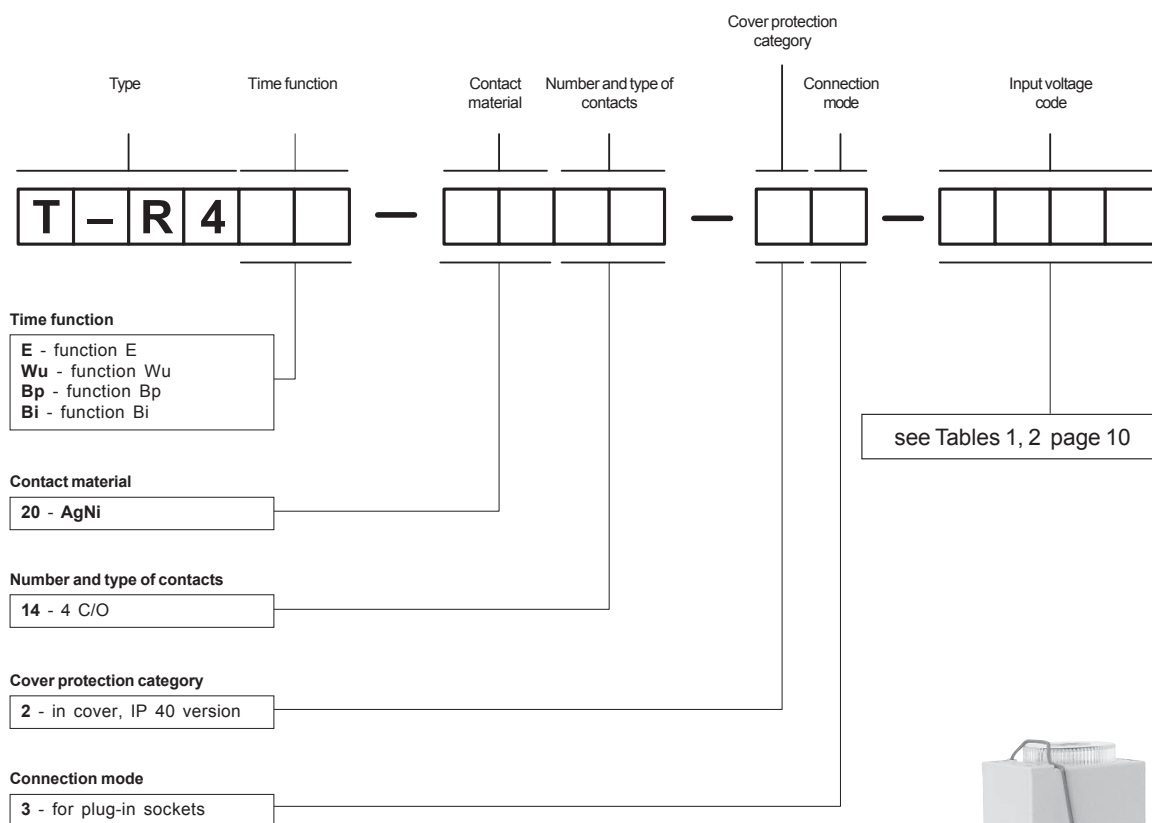 Cover protection
category
Type
Time function
Contact
material
Number and type of
contacts
Connection
mode
Input voltage
code
T – R 4 — — —
Time function
E - function E
Wu - function Wu
Bp - function Bp
Bi - function Bi
see Tables 1, 2 page 10
Contact material
20 - AgNi
Number and type of contacts
14 - 4 C/O
Cover protection category
2 - in cover, IP 40 version
Connection mode
3 - for plug-in sockets